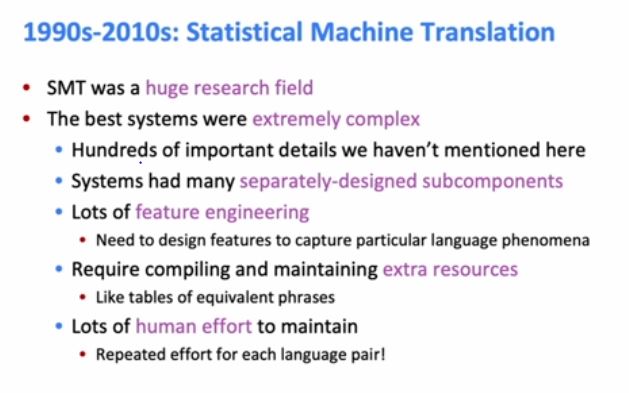 1990s-2010s: Statistical Machine Translation
• SMT was a huge research field
• The best systems were extremely complex
• Hundreds of important details we haven't mentioned here
• Systems had many separately-designed subcomponents
• Lots of feature engineering
• Need to design features to capture particular language phenomena
• Require compiling and maintaining extra resources
• Like tables of equivalent phrases
• Lots of human effort to maintain
• Repeated effort for each language pair!